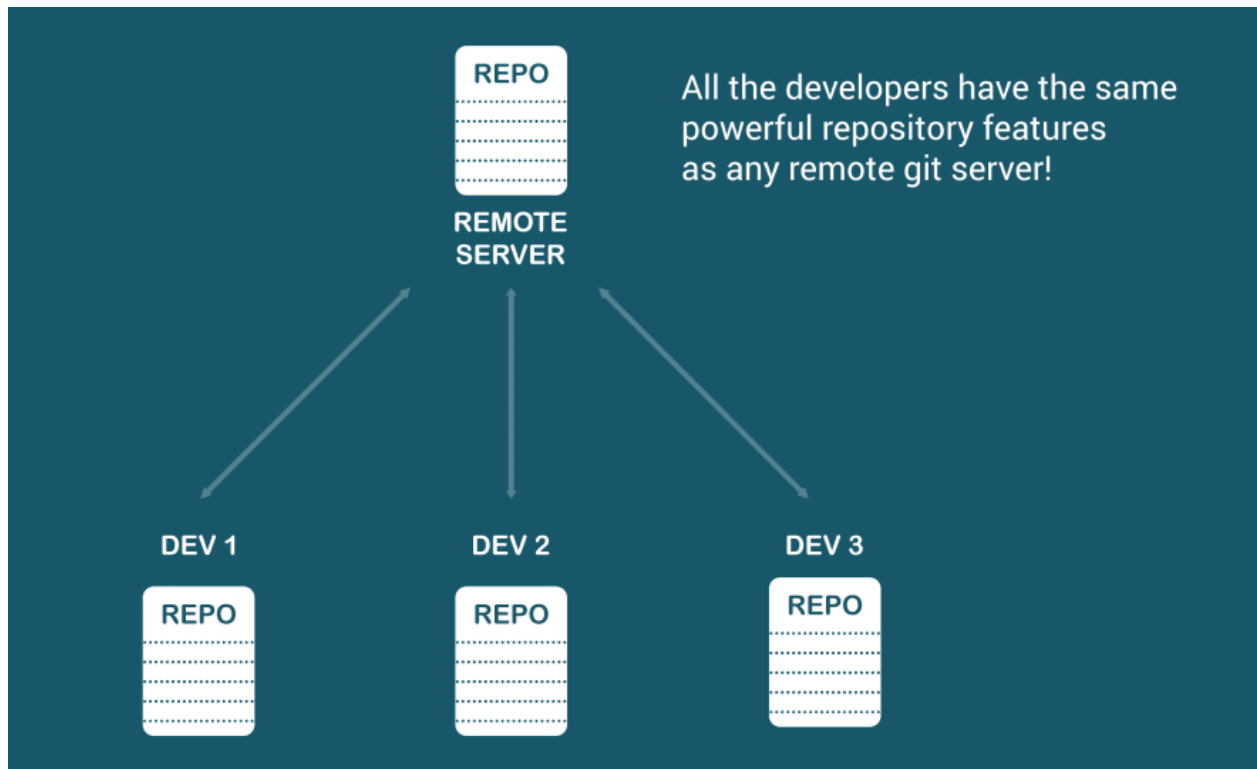 REPO
All the developers have the same
powerful repository features
as any remote git server!
REMOTE
SERVER
DEV 1
DEV 2
DEV 3
REPO
REPO
REPO